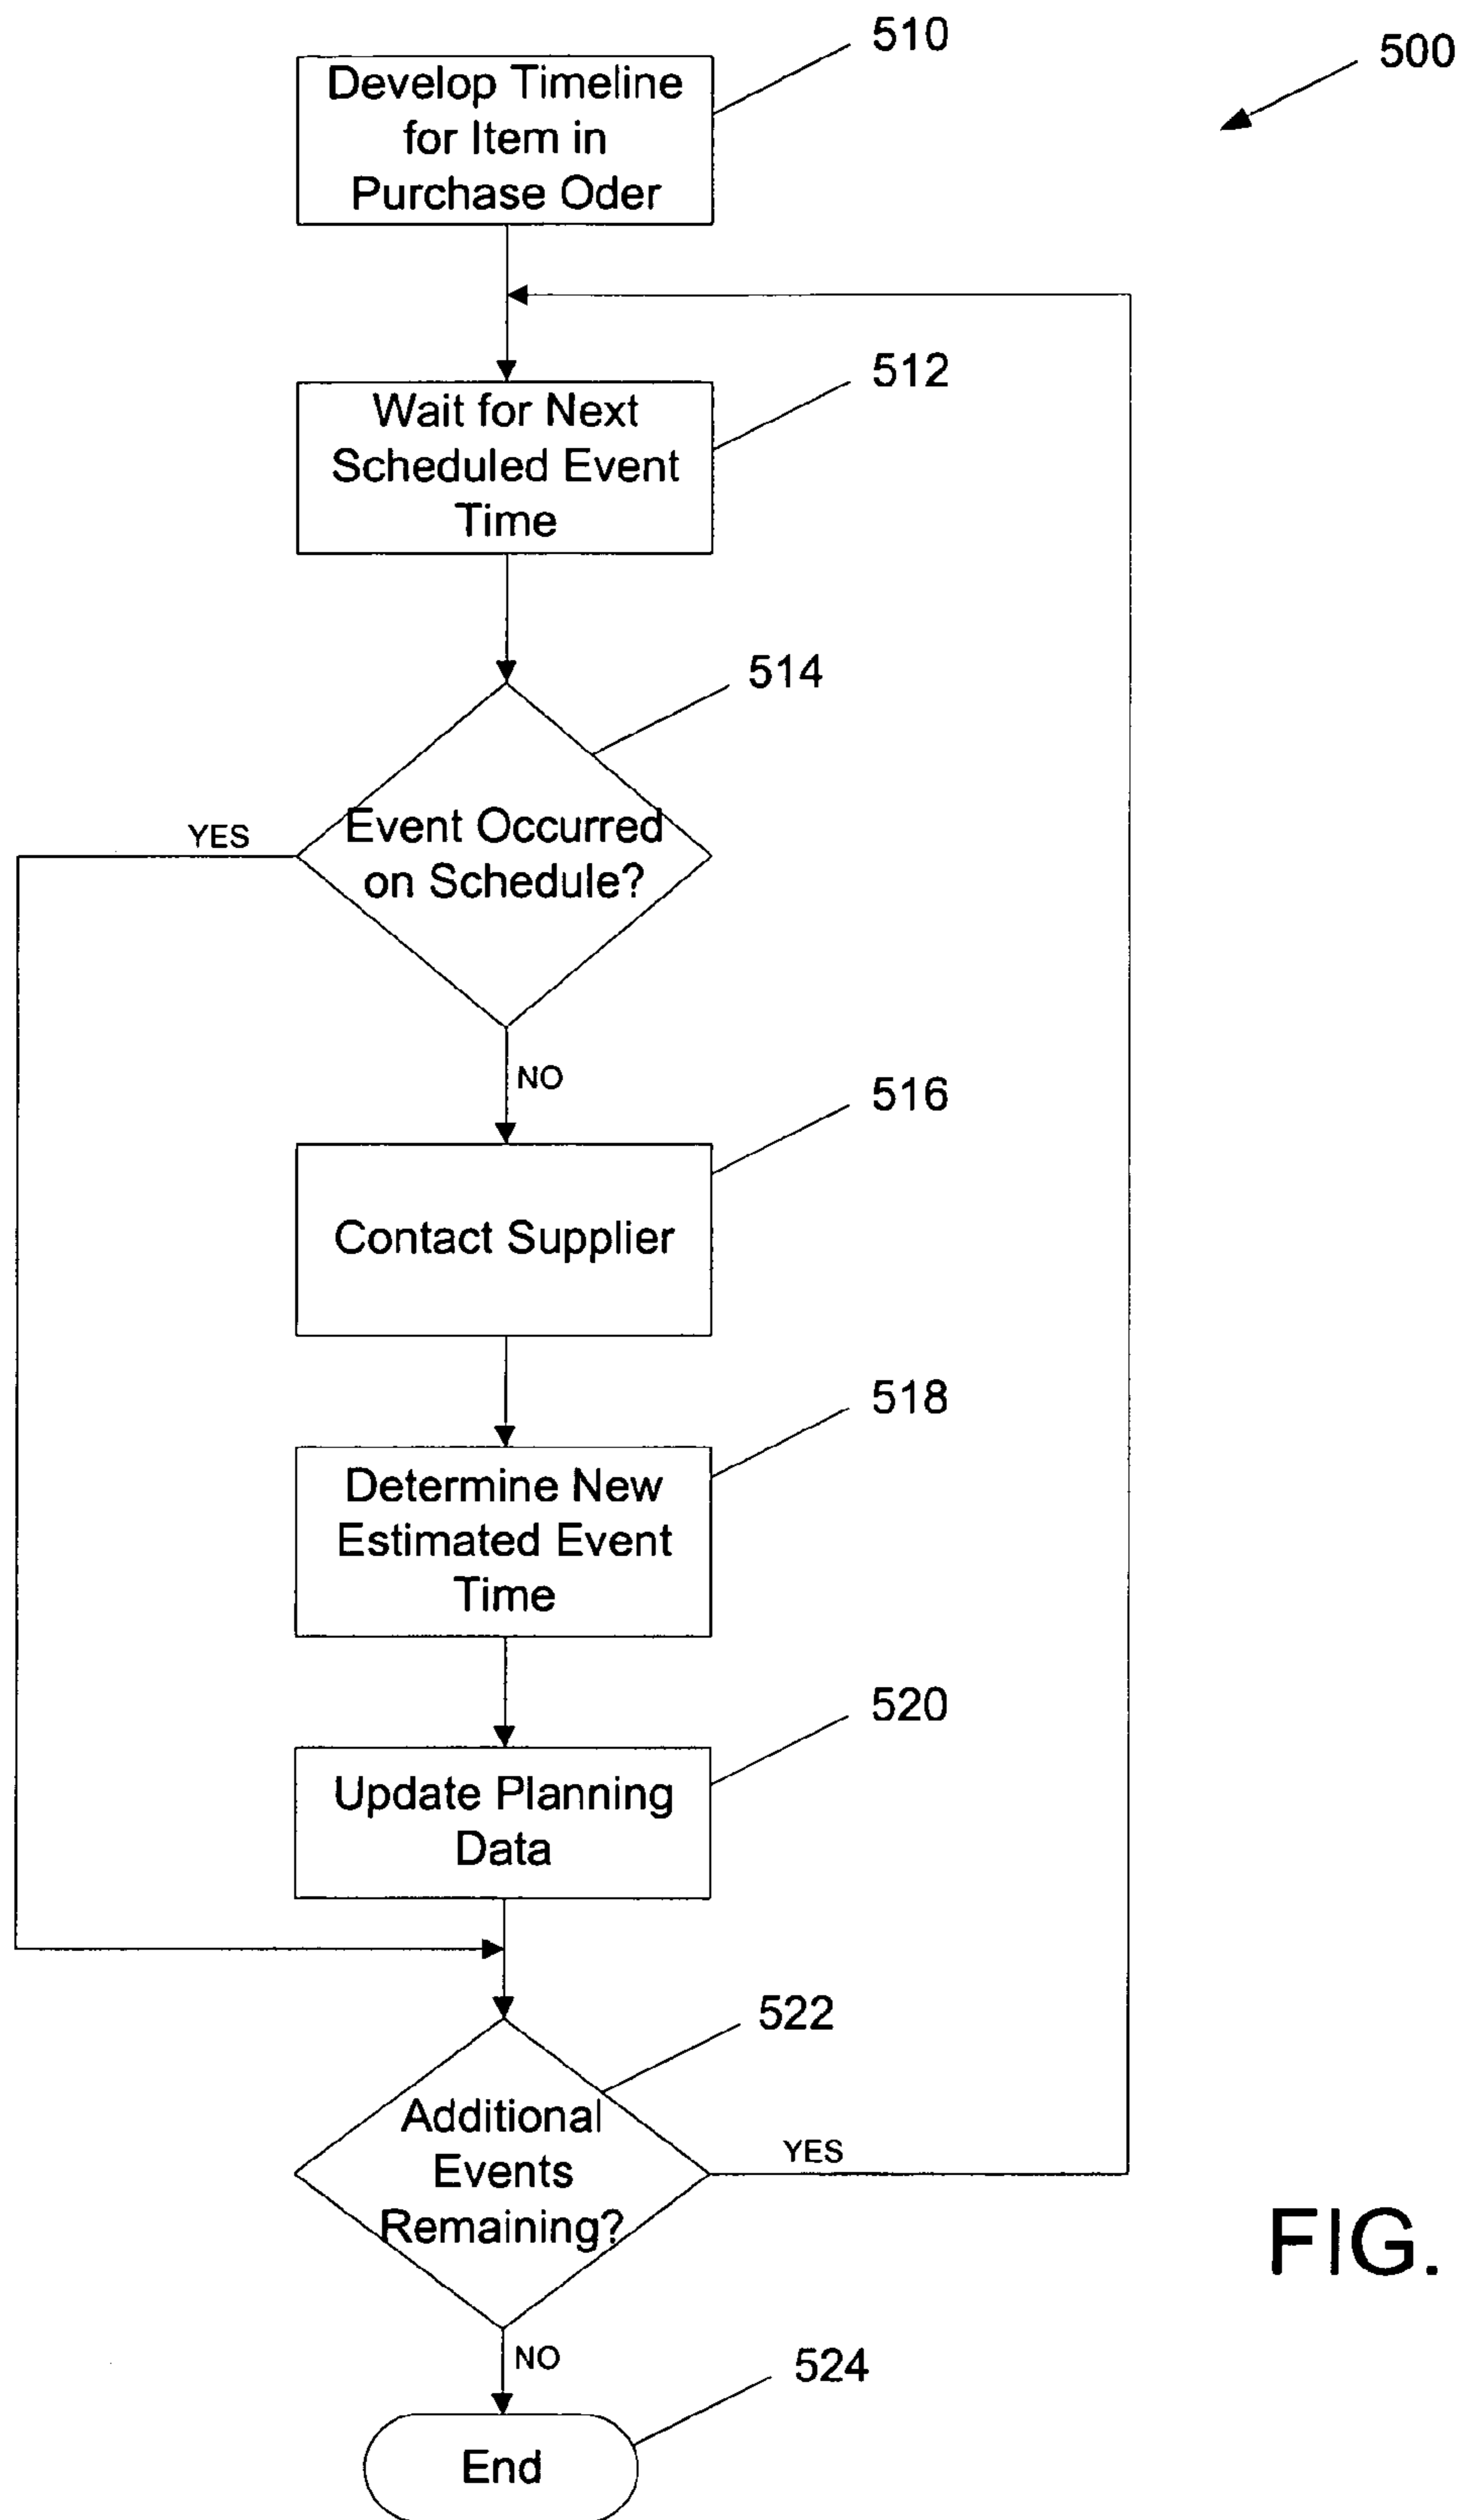 510
500
Develop Timeline
for Item in
Purchase Oder
512
Wait for Next
Scheduled Event
Time
514
YES
Event Occurred
on Schedule?
NO
516
Contact Supplier
518
Determine New
Estimated Event
Time
520
Update Planning
Data
522
Additional
Events
Remaining?
YES
FIG.
NO
524
End